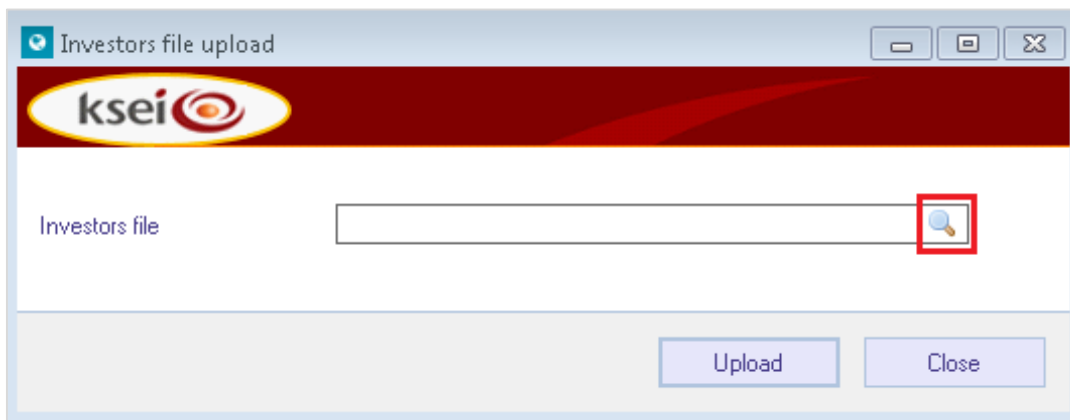 Investors file upload
ksei
Investors file
Upload
Close